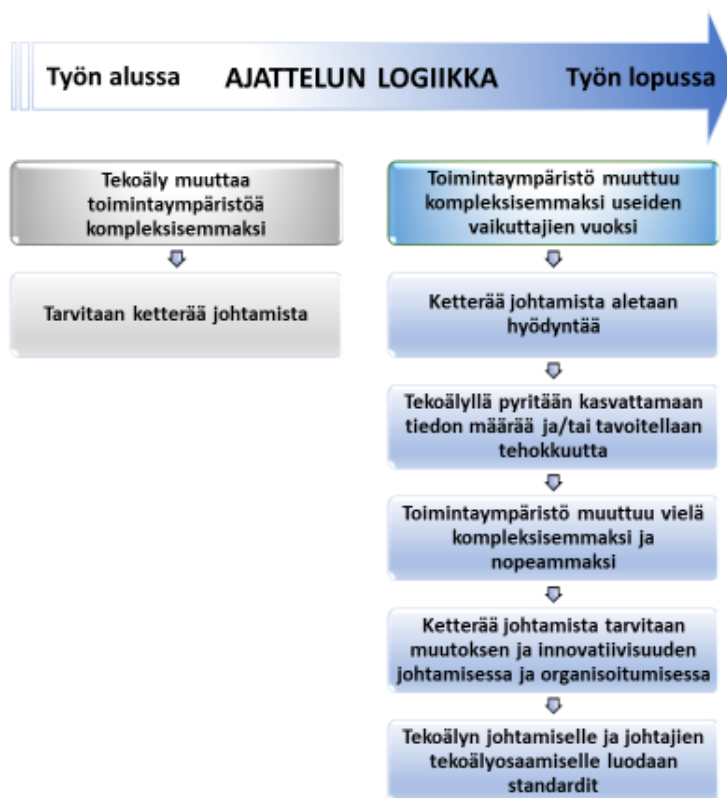 Työn alussa AJATTELUN LOGIIKKA Työn lopussa
Tekoäly muuttaa
toimintaympäristöä
kompleksisemmaksi
Tarvitaan ketterää johtamista
Toimintaympäristö muuttuu
kompleksisemmaksi useiden
vaikuttajien vuoksi
Ketterää johtamista aletaan
hyödyntää
Tekoälyllä pyritään kasvattamaan
tiedon määrää ja/tai tavoitellaan
tehokkuutta
Toimintaympäristö muuttuu vielä
kompleksisemmaksi ja
nopeammaksi
Ketterää johtamista tarvitaan
muutoksen ja innovatiivisuuden
johtamisessa ja organisoitumisessa
Tekoälyn johtamiselle ja johtajien
tekoälyosaamiselle luodaan
standardit